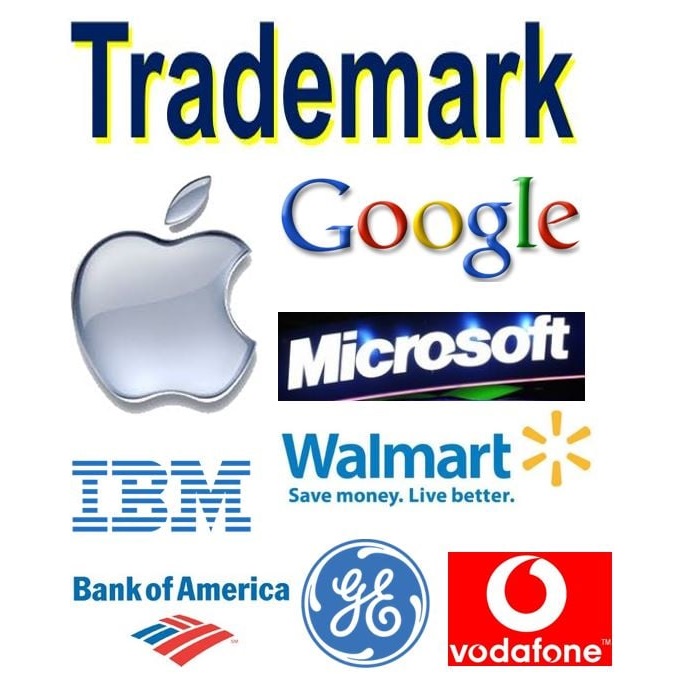 Trademark
Google
Microsoft
Walmart
Save money. Live better.
IBM
Bank of America
GE
vodafone™